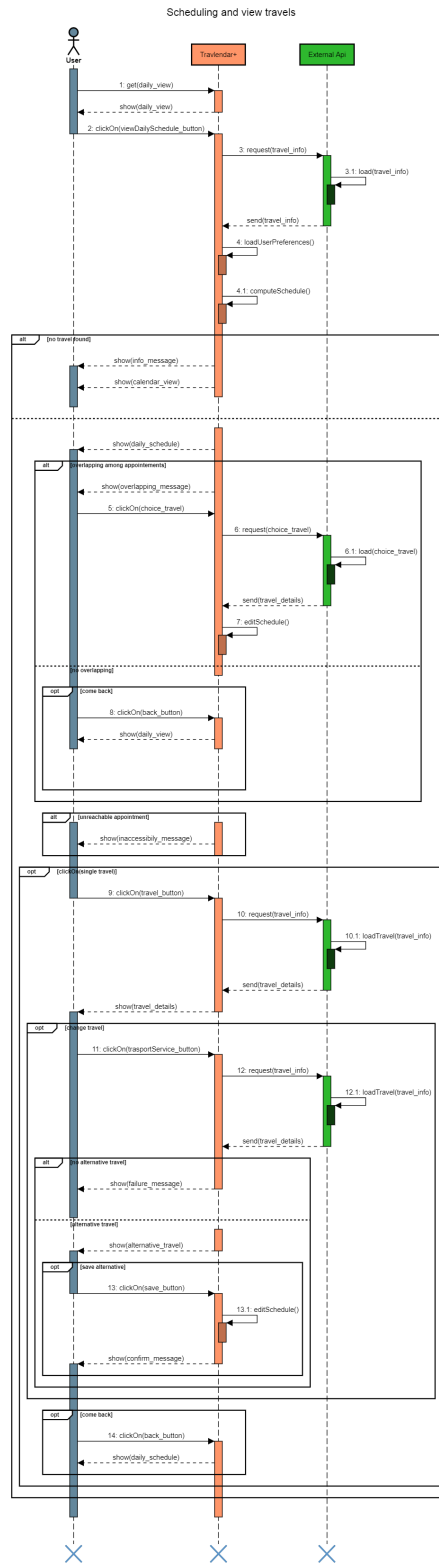 Scheduling and view travels
User
Travlendar+
External Api
1: get(daily_view)
show(daily_view)
2: clickOn(viewDailySchedule_button)
3: request(travel_info)
3.1: load(travel_info)
send(travel_info)
4: loadUserPreferences()
4.1: computeSchedule()
alt [no travel found]
show(info_message)
show(calendar_view)
show(daily_schedule)
alt [overlapping among appointements]
show(overlapping_message)
5: clickOn(choice_travel)
6: request(choice_travel)
6.1: load(choice_travel)
send(travel_details)
7: editSchedule()
[no overlapping]
opt [come back]
8: clickOn(back_button)
show(daily_view)
alt [unreachable appointment]
show(inaccessibily_message)
opt [clickOn(single travel)]
9: clickOn(travel_button)
10: request(travel_info)
10.1: loadTravel(travel_info)
send(travel_details)
show(travel_details)
opt [change travel]
11: clickOn(trasportService_button)
12: request(travel_info)
12.1: loadTravel(travel_info)
send(travel_details)
alt [no alternative travel]
show(failure_message)
[alternative travel]
show(alternative_travel)
opt [save alternative]
13: clickOn(save_button)
13.1: editSchedule()
show(confirm_message)
opt [come back]
14: clickOn(back_button)
show(daily_schedule)